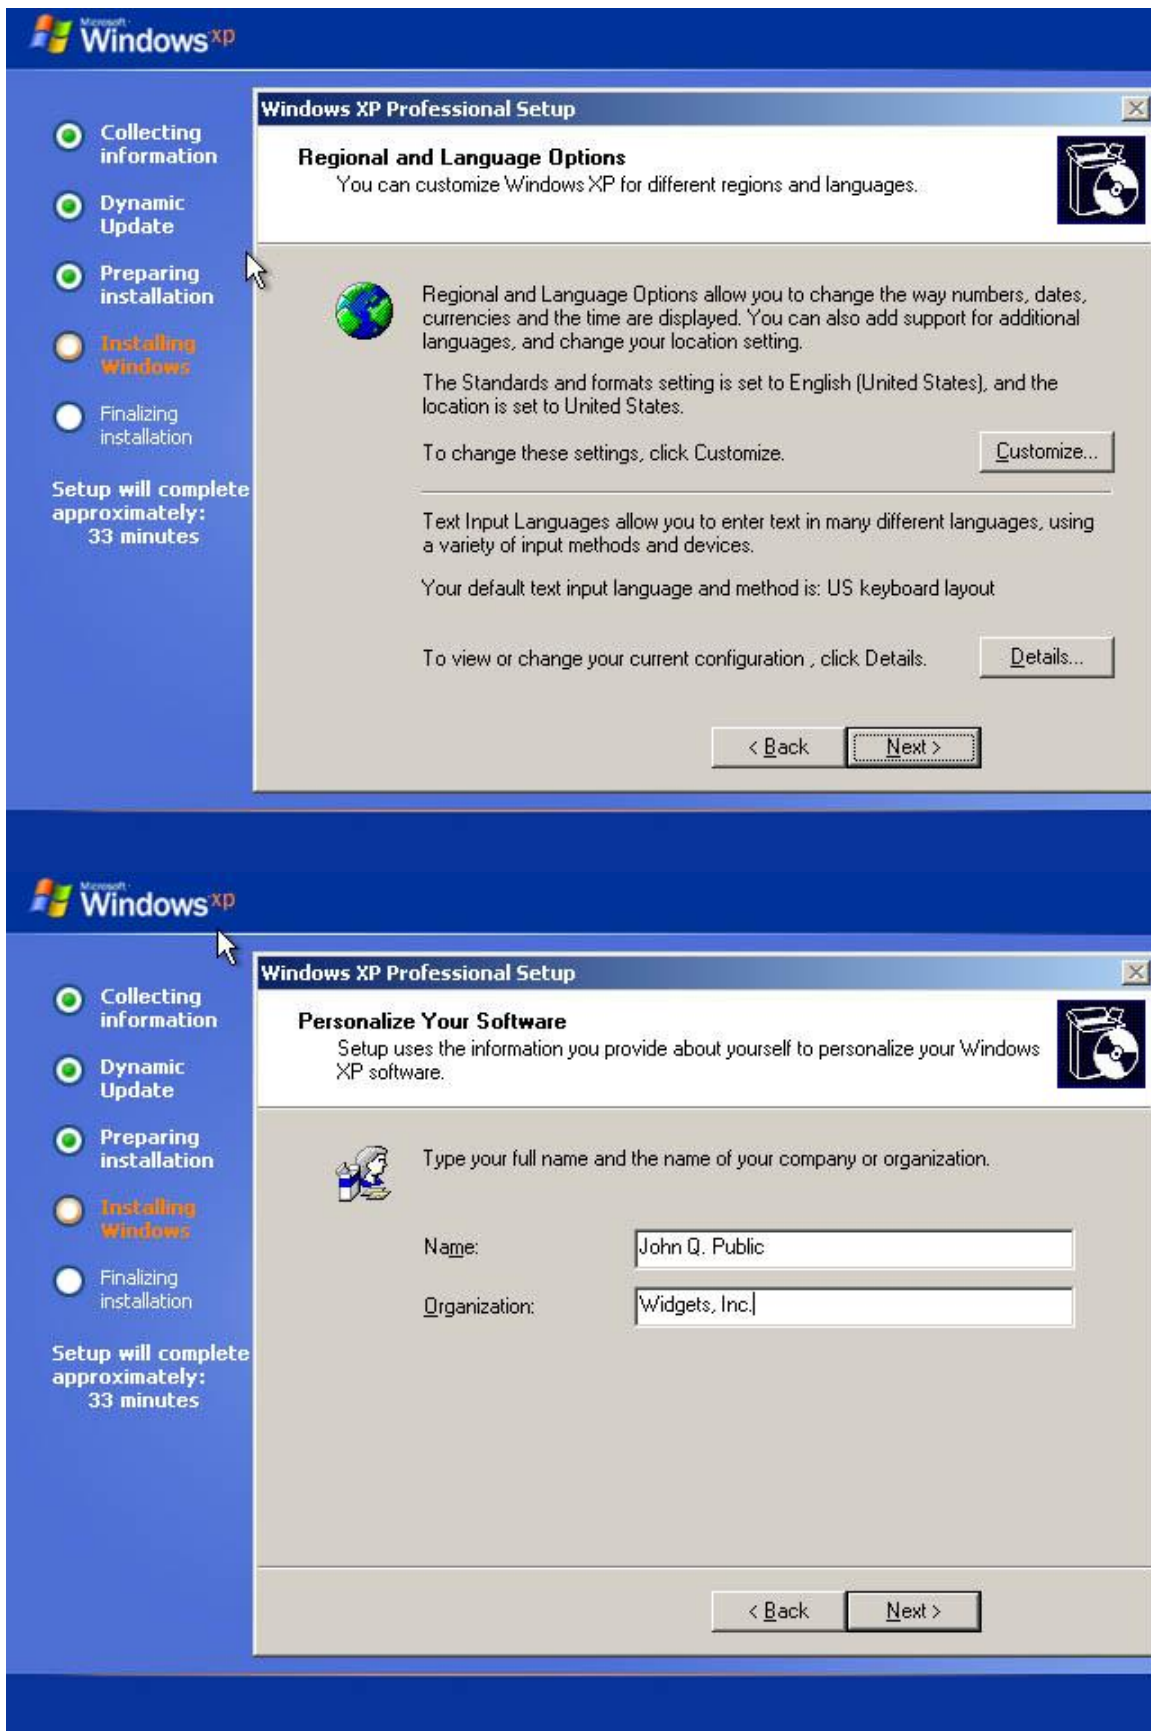 Microsoft
Windows xp
Windows XP Professional Setup
Collecting
information
Dynamic
Update
Preparing
installation
Installing
Windows
Finalizing
installation
Setup will complete
approximately:
33 minutes
Regional and Language Options
You can customize Windows XP for different regions and languages.
Regional and Language Options allow you to change the way numbers, dates,
currencies and the time are displayed. You can also add support for additional
languages, and change your location setting.
The Standards and formats setting is set to English (United States), and the
location is set to United States.
To change these settings, click Customize.
Customize...
Text Input Languages allow you to enter text in many different languages, using
a variety of input methods and devices.
Your default text input language and method is: US keyboard layout
To view or change your current configuration , click Details.
Details...
< Back
Next >
Microsoft
Windows xp
Windows XP Professional Setup
Collecting
information
Dynamic
Update
Preparing
installation
Installing
Windows
Finalizing
installation
Setup will complete
approximately:
33 minutes
Personalize Your Software
Setup uses the information you provide about yourself to personalize your Windows
XP software.
Type your full name and the name of your company or organization.
Name:
John Q. Public
Organization:
Widgets, Inc.
< Back
Next >